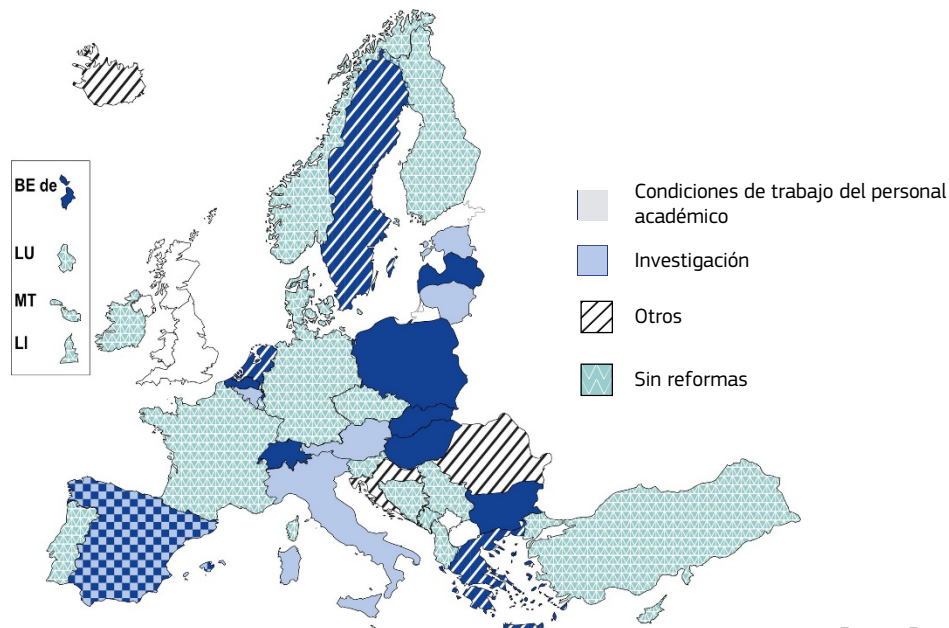 BE de
LU
MT
LI
Condiciones de trabajo del personal
académico
Investigación
Otros
Sin reformas